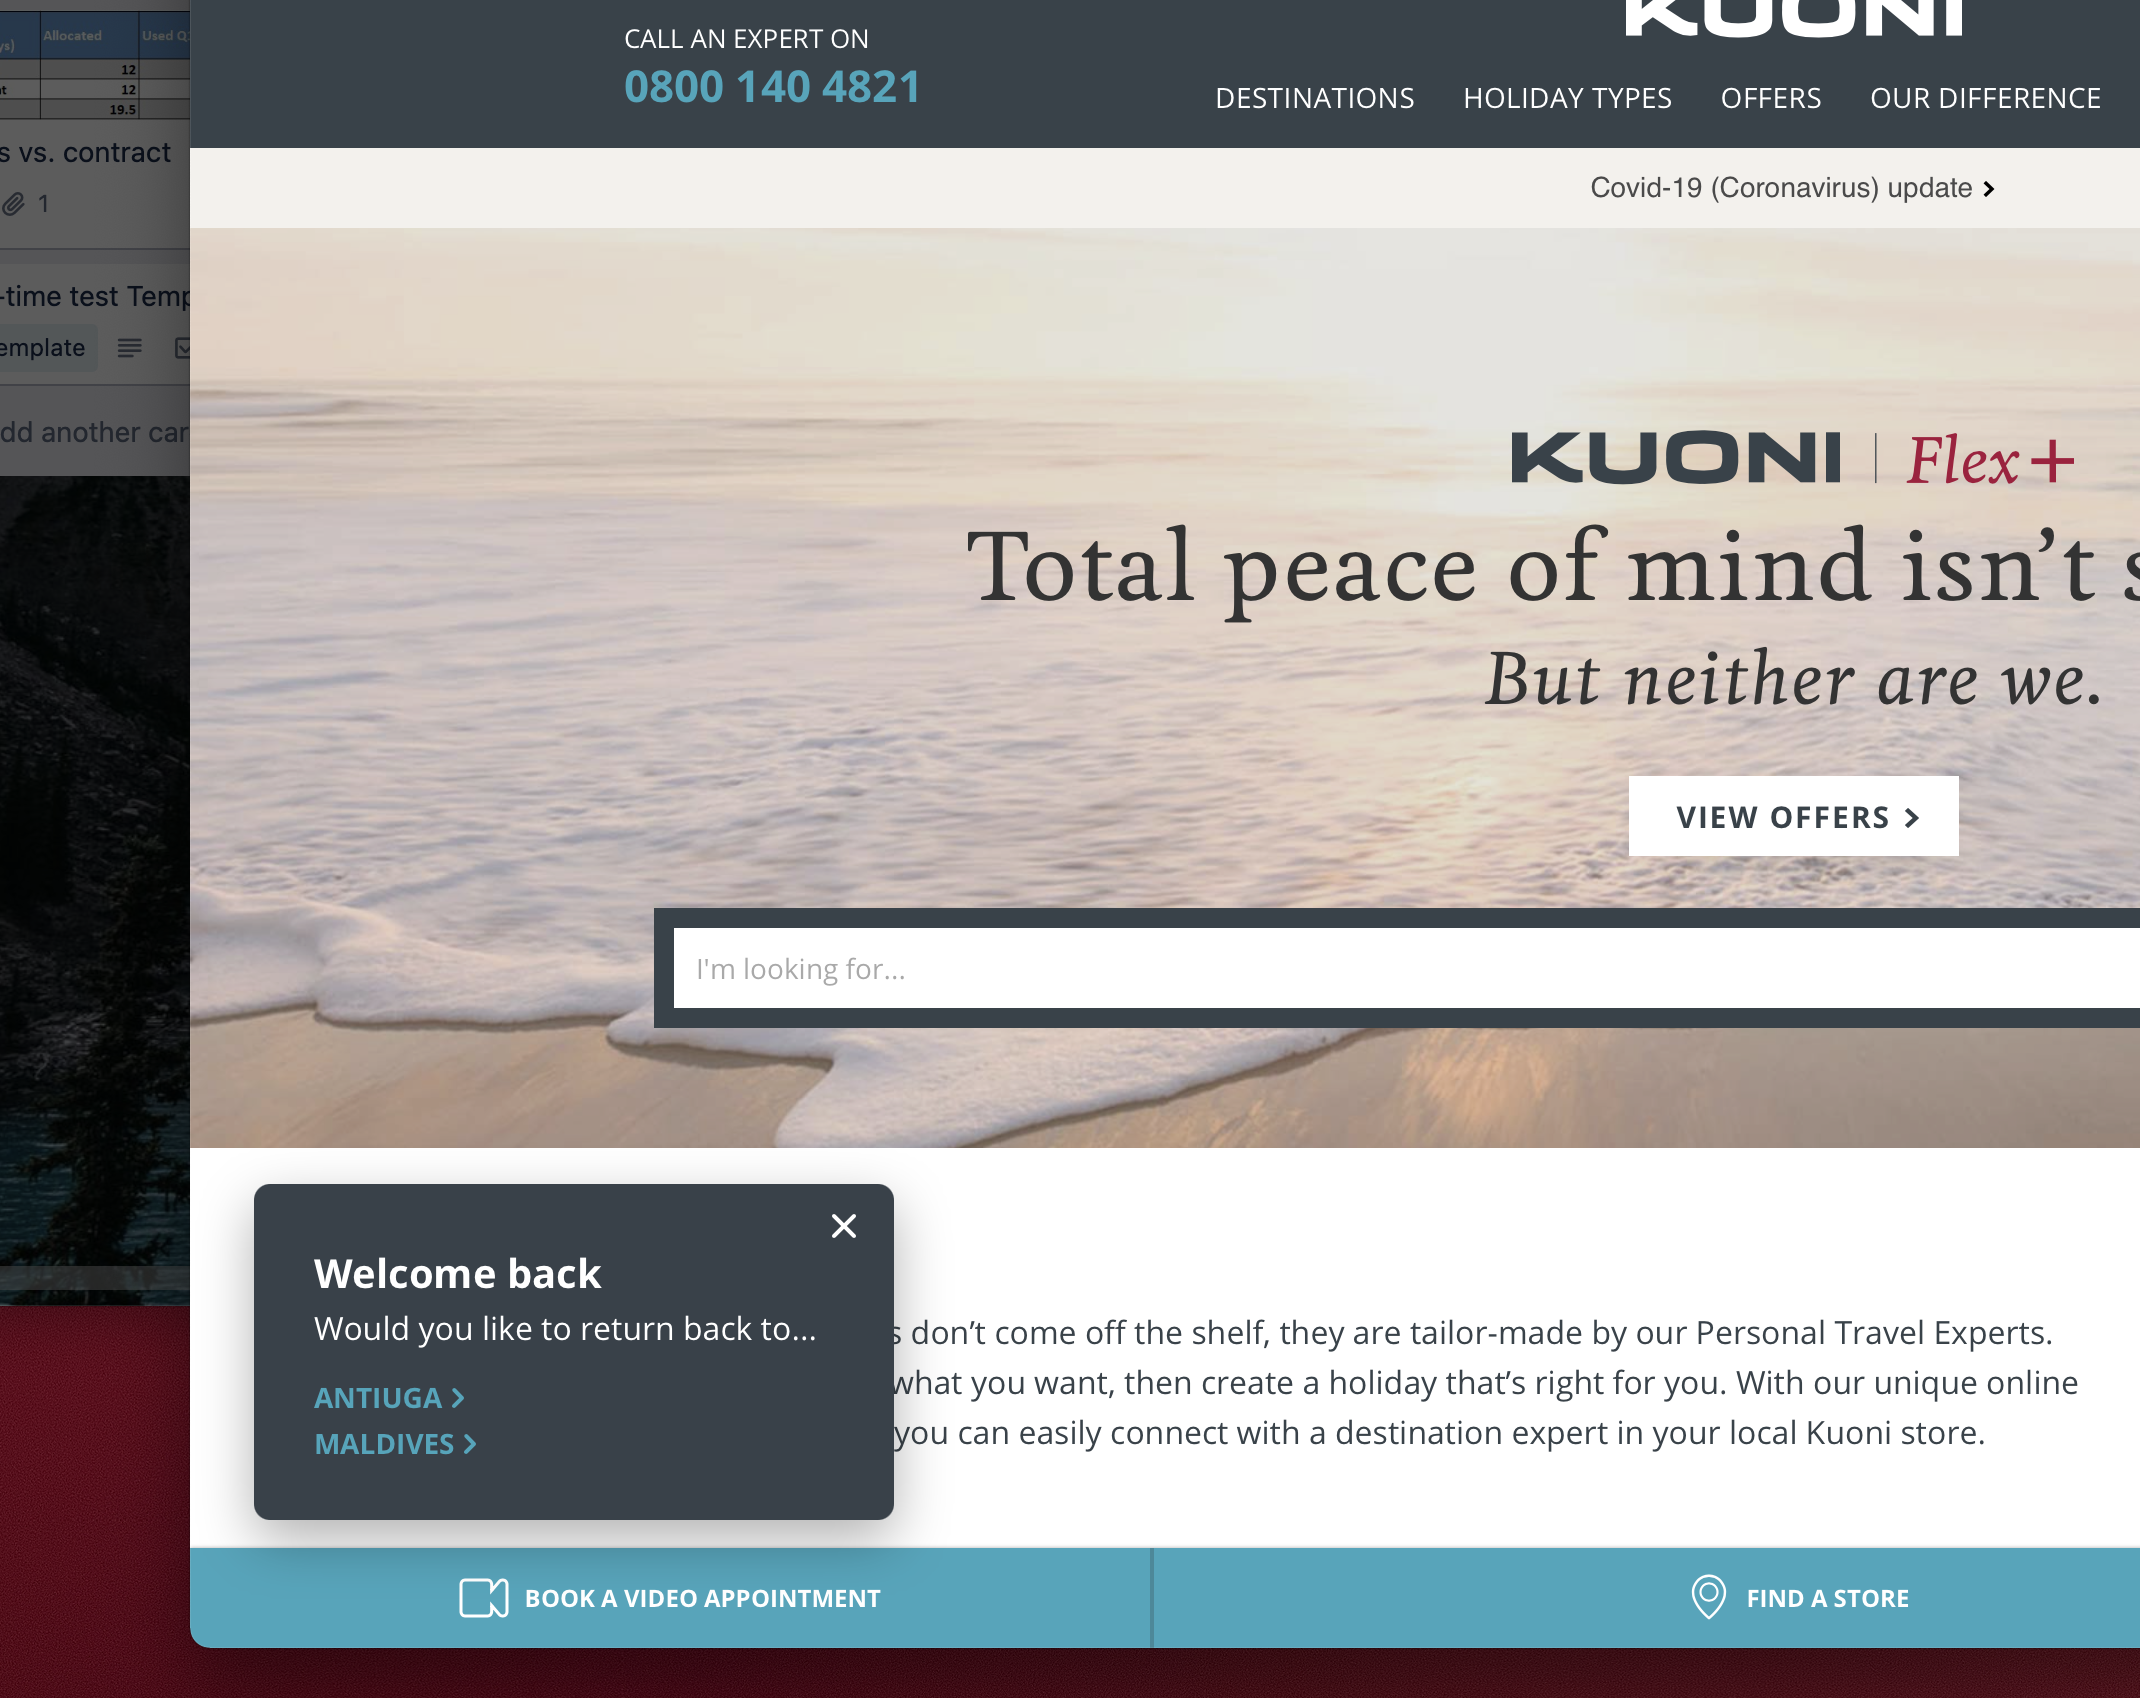 Allocated
Used Q
ys)
12
12
19.5
s vs. contract
1
-time test Temp
emplate
dd another car
CALL AN EXPERT ON
0800 140 4821
KUONI
DESTINATIONS HOLIDAY TYPES OFFERS OUR DIFFERENCE
Covid-19 (Coronavirus) update
KUONI | Flex+
Total peace of mind isn’t s
But neither are we.
VIEW OFFERS
I'm looking for...
Welcome back
Would you like to return back to...
ANTIUGA
MALDIVES
s don’t come off the shelf, they are tailor-made by our Personal Travel Experts.
what you want, then create a holiday that’s right for you. With our unique online
you can easily connect with a destination expert in your local Kuoni store.
BOOK A VIDEO APPOINTMENT
FIND A STORE